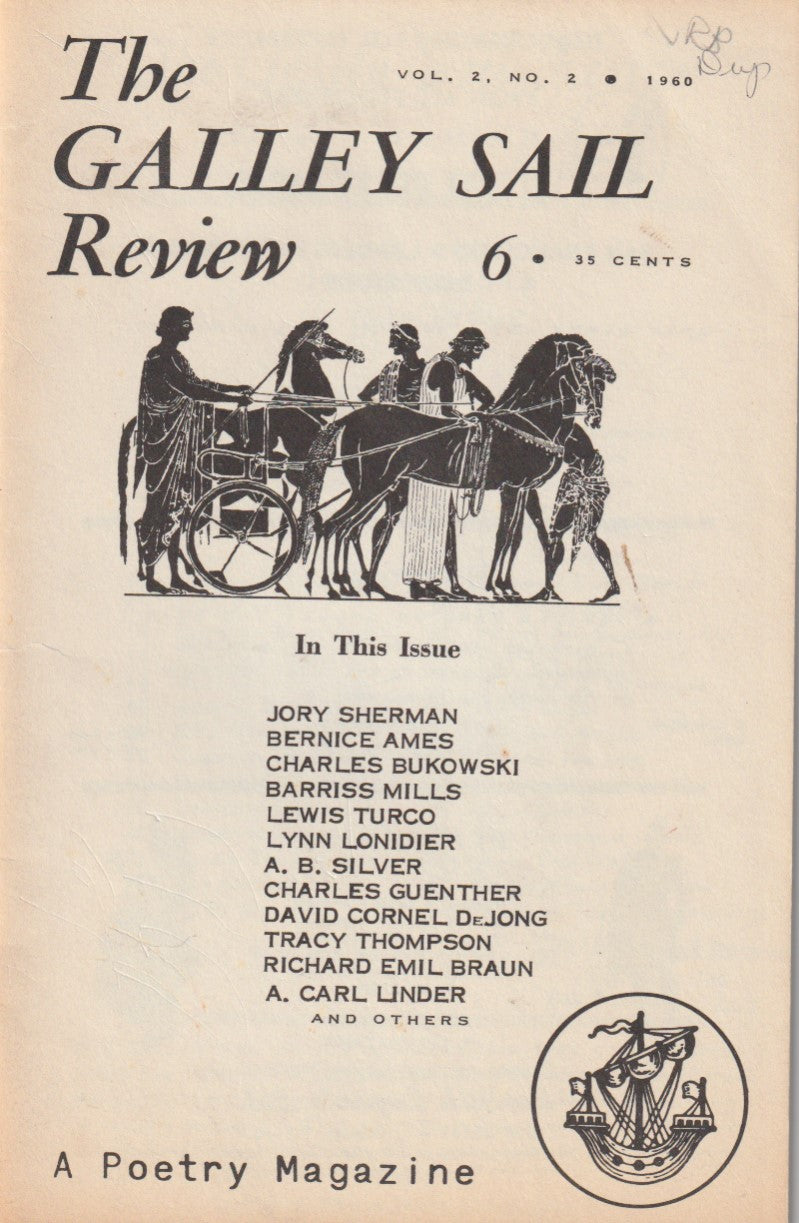 The
VOL. 2, NO. 2 • 1960
GALLEY SAIL
Review
6 • 35 CENTS
In This Issue
JORY SHERMAN
BERNICE AMES
CHARLES BUKOWSKI
BARRISS MILLS
LEWIS TURCO
LYNN LONIDIER
A. B. SILVER
CHARLES GUENTHER
DAVID CORNEL DeJONG
TRACY THOMPSON
RICHARD EMIL BRAUN
A. CARL LINDER
AND OTHERS
A Poetry Magazine